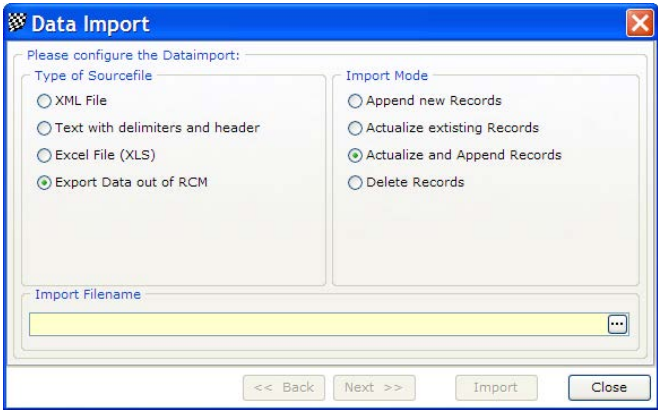 Data Import
Please configure the Dataimport:
Type of Sourcefile
XML File
Text with delimiters and header
Excel File (XLS)
Export Data out of RCM
Import Mode
Append new Records
Actualize extisting Records
Actualize and Append Records
Delete Records
Import Filename
...
<< Back Next >> Import Close